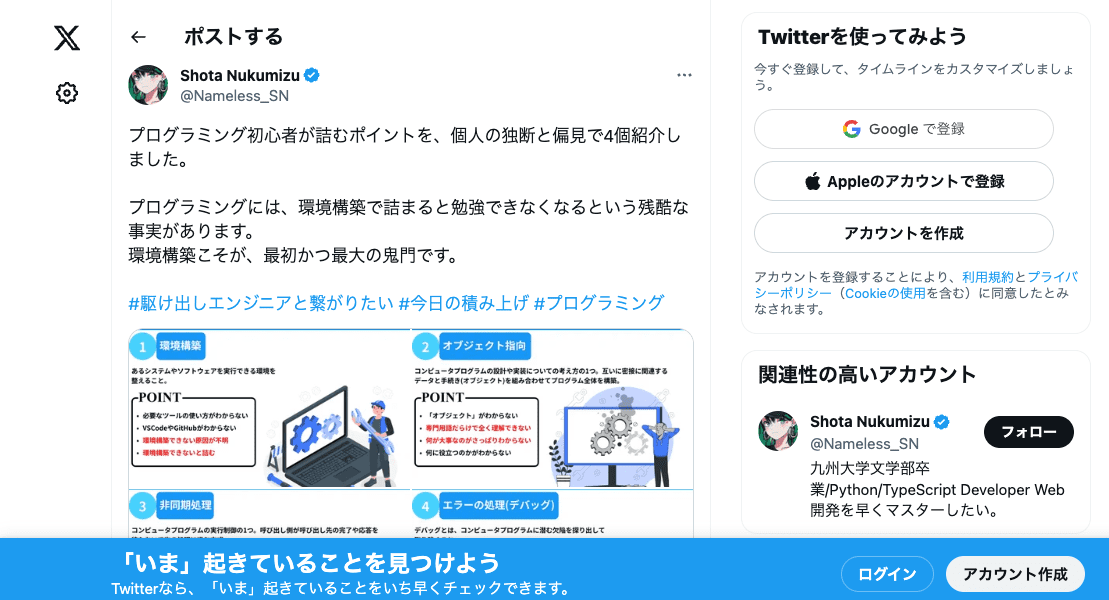 ポストする
Shota Nukumizu
@Nameless_SN
プログラミング初心者が詰むポイントを、個人の独断と偏見で4個紹介し
ました。
プログラミングには、環境構築で詰まると勉強できなくなるという残酷な
事実があります。
環境構築こそが、最初かつ最大の鬼門です。
#駆け出しエンジニアと繋がりたい #今日の積み上げ #プログラミング
1 環境構築
あるシステムやソフトウェアを実行できる環境を
整えること。
POINT
• 必要なツールの使い方がわからない
• VSCodeやGitHubがわからない
• 環境構築できない原因が不明
• 環境構築できないと詰む
2 オブジェクト指向
コンピュータプログラムの設計や実装についての考え方の1つ。互いに密接に関連する
データと手続き(オブジェクト)を組み合わせてプログラム全体を構築。
POINT
• 「オブジェクト」がわからない
• 専門用語だらけで全く理解できない
• 何が大事なのがさっぱりわからない
• 何に役立つのかがわからない
3 非同期処理
コンピュータプログラムの実行制御の1つ。呼び出し側が呼び出し先の完了や応答を
4 エラーの処理(デバッグ)
デバッグとは、コンピュータプログラムに潜む欠陥を探り出して
Twitterを使ってみよう
今すぐ登録して、タイムラインをカスタマイズしましょ
う。
Google で登録
Appleのアカウントで登録
アカウントを作成
アカウントを登録することにより、利用規約とプライバ
シーポリシー（Cookieの使用を含む）に同意したとみ
なされます。
関連性の高いアカウント
Shota Nukumizu
@Nameless_SN
フォロー
九州大学文学部卒
業/Python/TypeScript Developer Web
開発を早くマスターしたい。
「いま」起きていることを見つけよう
Twitterなら、「いま」起きていることをいち早くチェックできます。
ログイン
アカウント作成